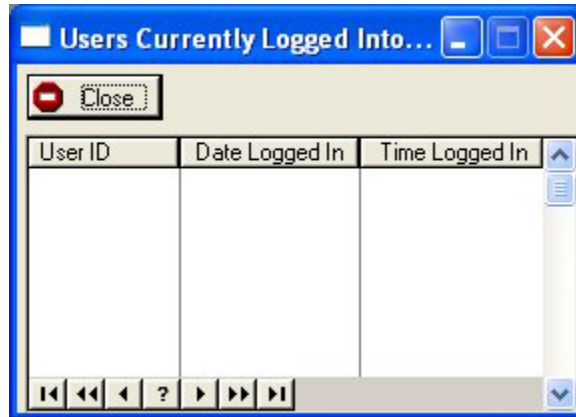 Users Currently Logged Into...
Close
User ID Date Logged In Time Logged In
?